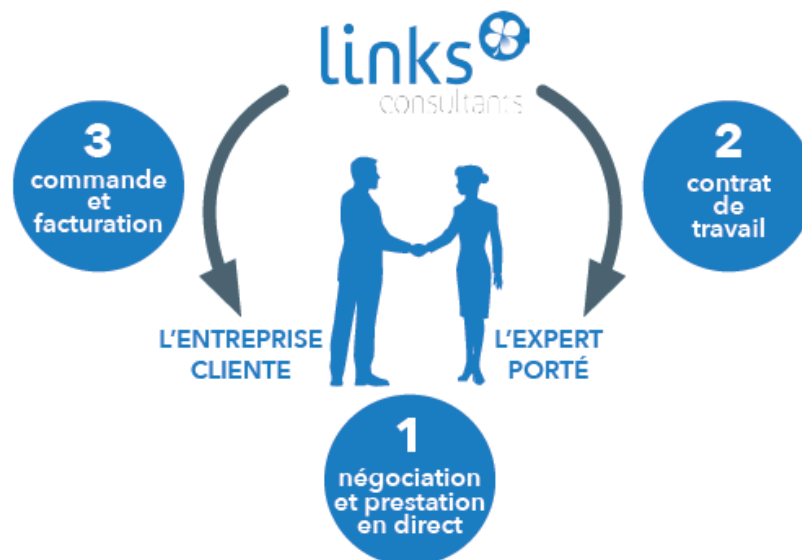 links
consultants
3
commande
et
facturation
2
contrat
de
travail
L'ENTREPRISE
CLIENTE
L'EXPERT
PORTÉ
1
négociation
et prestation
en direct